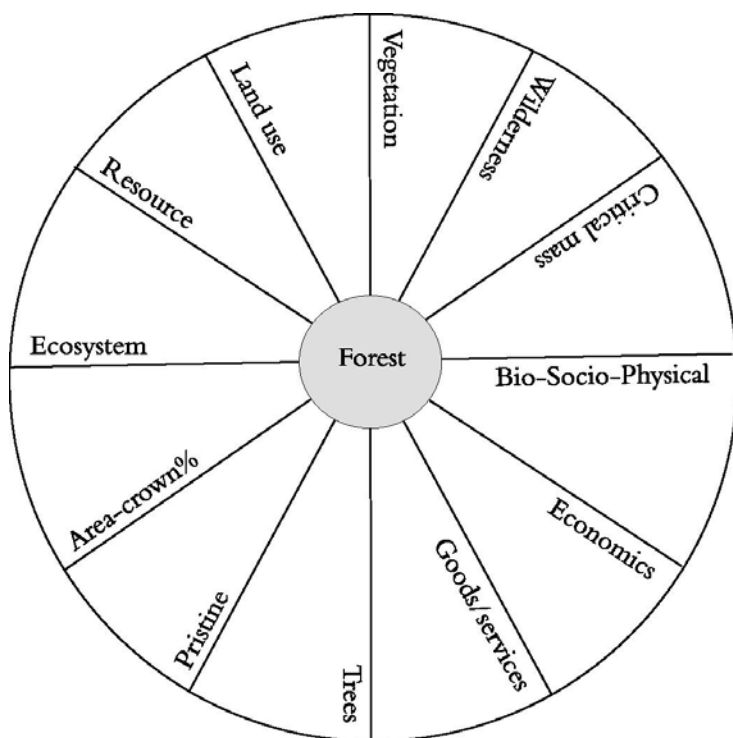 Vegetation
Wilderness
Critical mass
Bio-Socio-Physical
Economics
Goods/services
Trees
Pristine
Area-crown%
Ecosystem
Resource
Land use
Forest